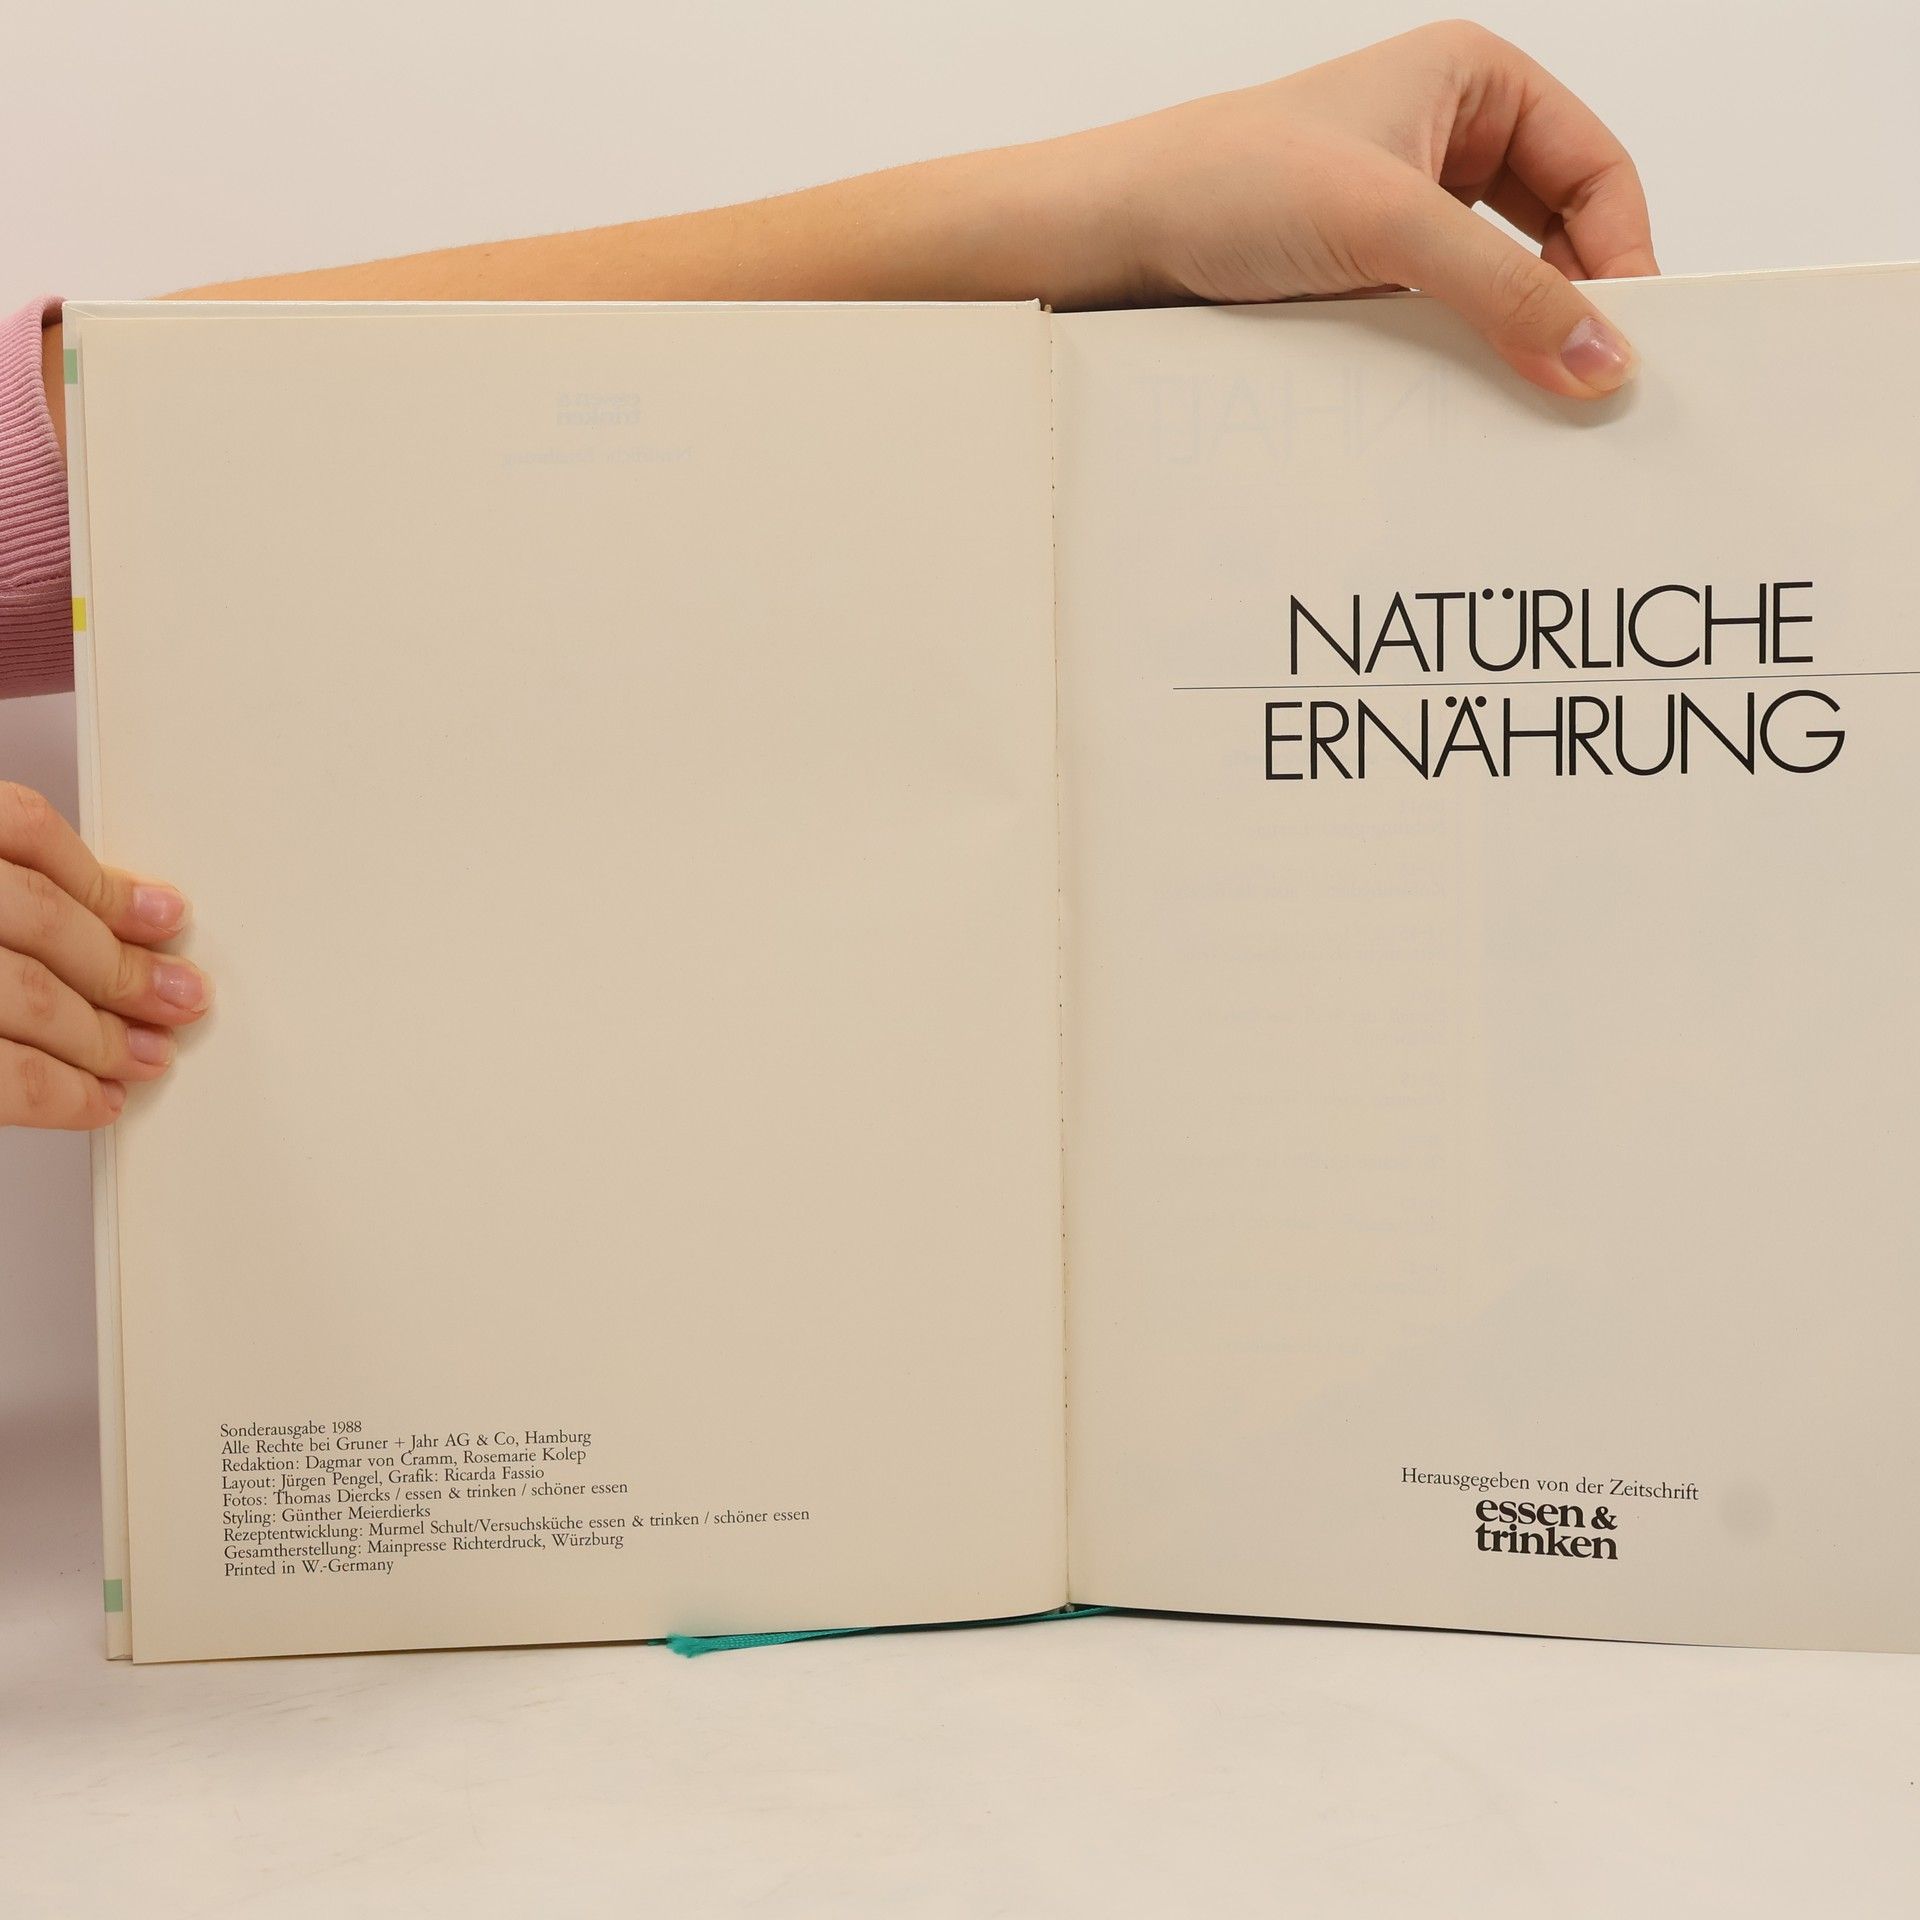 Sonderausgabe 1988
Alle Rechte bei Gruner + Jahr AG & Co, Hamburg
Redaktion: Dagmar von Cramm, Rosemarie Kolep
Layout: Jürgen Pengel, Grafik: Ricarda Fassio
Fotos: Thomas Diercks / essen & trinken / schöner essen
Styling: Günther Meierdierks
Rezeptentwicklung: Murmel Schult/Versuchsküche essen & trinken / schöner essen
Gesamtherstellung: Mainpresse Richterdruck, Würzburg
Printed in W.-Germany
NATÜRLICHE
ERNÄHRUNG
Herausgegeben von der Zeitschrift
essen &
trinken